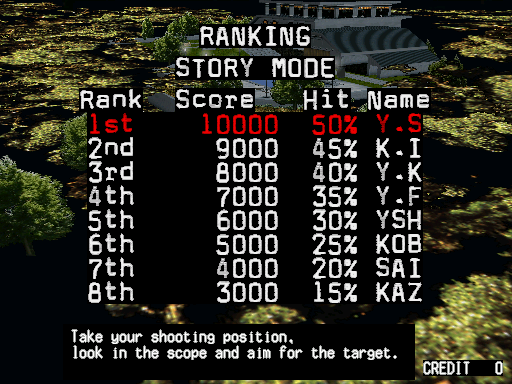 RANKING
STORY MODE
Rank Score Hit Name
1st 10000 50% Y.S
2nd 9000 45% K.I
3rd 8000 40% Y.K
4th 7000 35% Y.F
5th 6000 30% YSH
6th 5000 25% KOB
7th 4000 20% SAI
8th 3000 15% KAZ
Take your shooting position,
look in the scope and aim for the target.
CREDIT 0